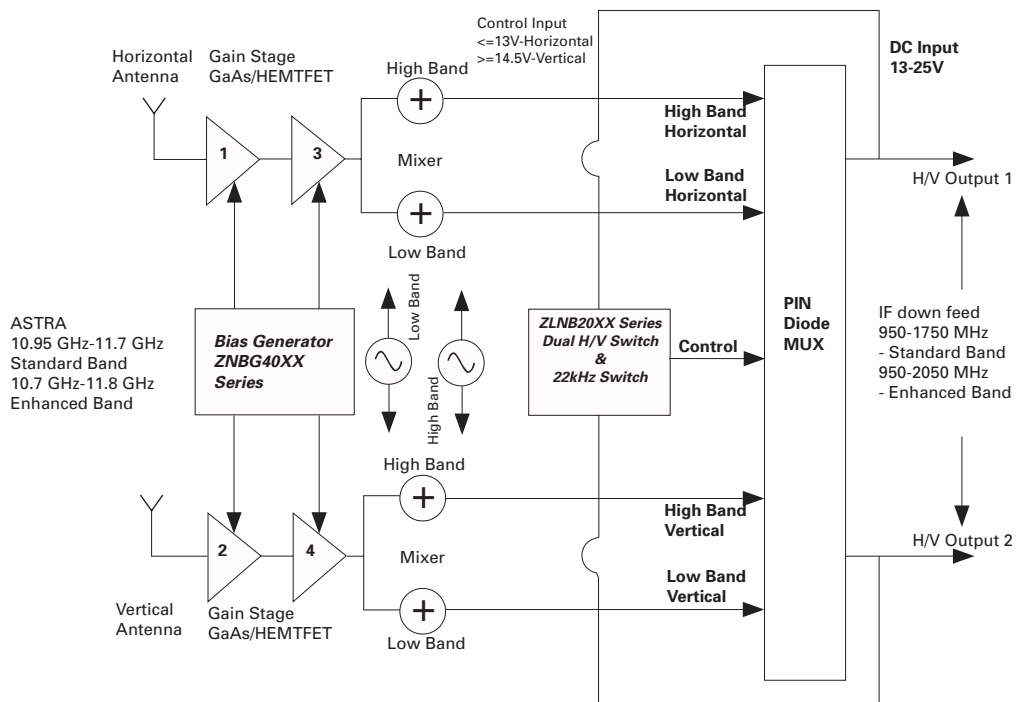 Control Input
<=13V-Horizontal
>=14.5V-Vertical
DC Input
13-25V
Horizontal
Antenna
Gain Stage
GaAs/HEMTFET
High Band
1
3
Mixer
High Band
Horizontal
Low Band
Horizontal
Low Band
H/V Output 1
ASTRA
10.95 GHz-11.7 GHz
Standard Band
10.7 GHz-11.8 GHz
Enhanced Band
Bias Generator
ZNBG40XX
Series
Low Band
High Band
ZLNB20XX Series
Dual H/V Switch
&
22kHz Switch
Control
PIN
Diode
MUX
IF down feed
950-1750 MHz
- Standard Band
950-2050 MHz
- Enhanced Band
High Band
2
4
Mixer
High Band
Vertical
Low Band
Vertical
H/V Output 2
Vertical
Antenna
Gain Stage
GaAs/HEMTFET
Low Band